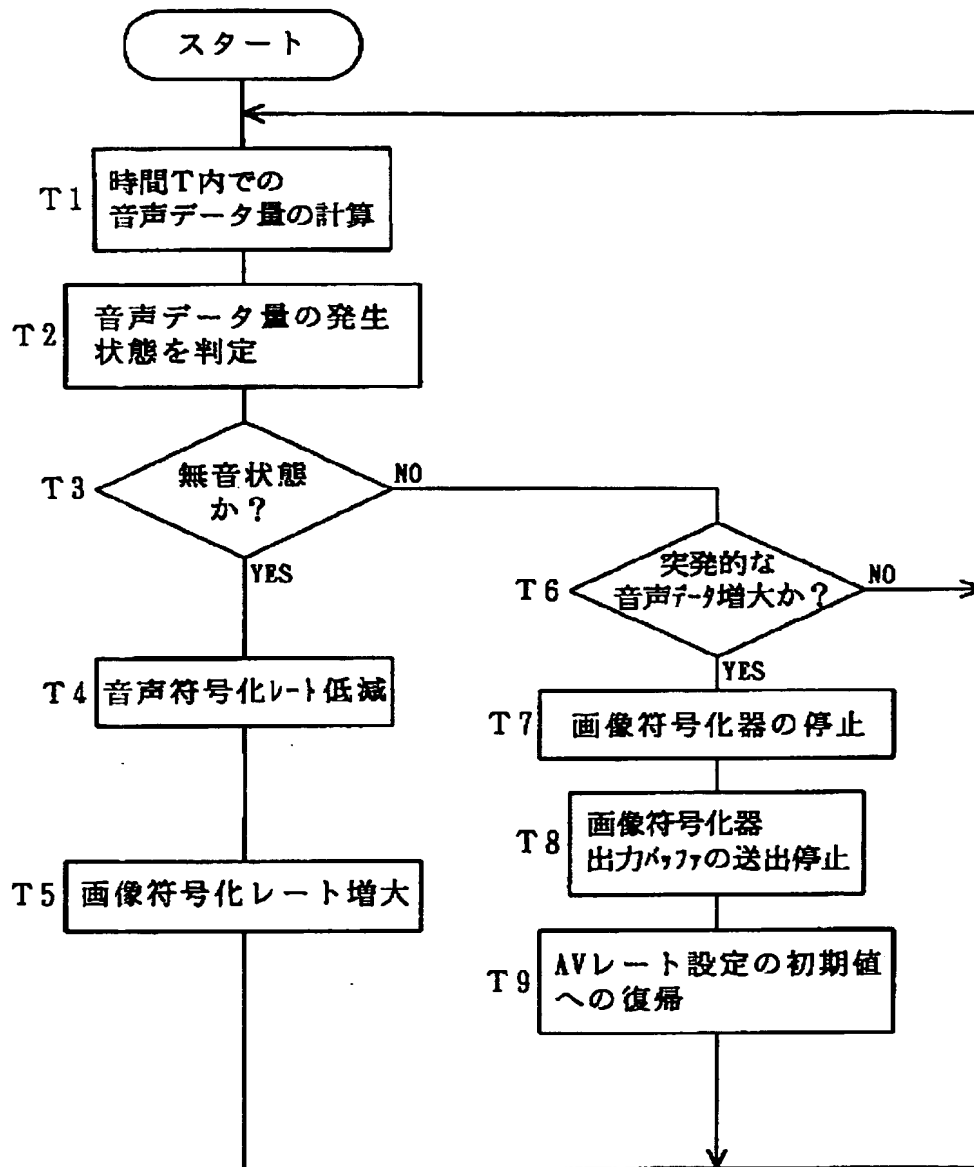 スタート
T1
時間T内での
音声データ量の計算
T2
音声データ量の発生
状態を判定
T3
無音状態
か?
NO
YES
T4
音声符号化ﾚｰﾄ低減
T5
画像符号化レート増大
T6
突発的な
音声ﾃﾞｰﾀ増大か?
NO
YES
T7
画像符号化器の停止
T8
画像符号化器
出力ﾊﾞｯﾌｧの送出停止
T9
AVレート設定の初期値
への復帰